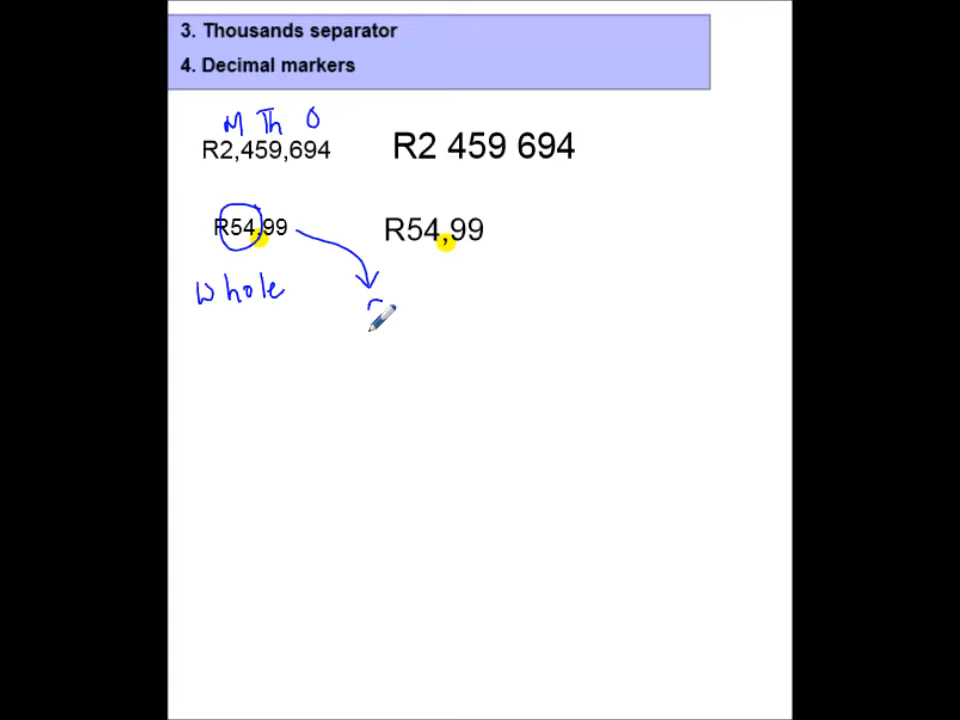 3. Thousands separator
4. Decimal markers
M Th O
R2,459,694 R2 459 694
R54,99 R54,99
whole